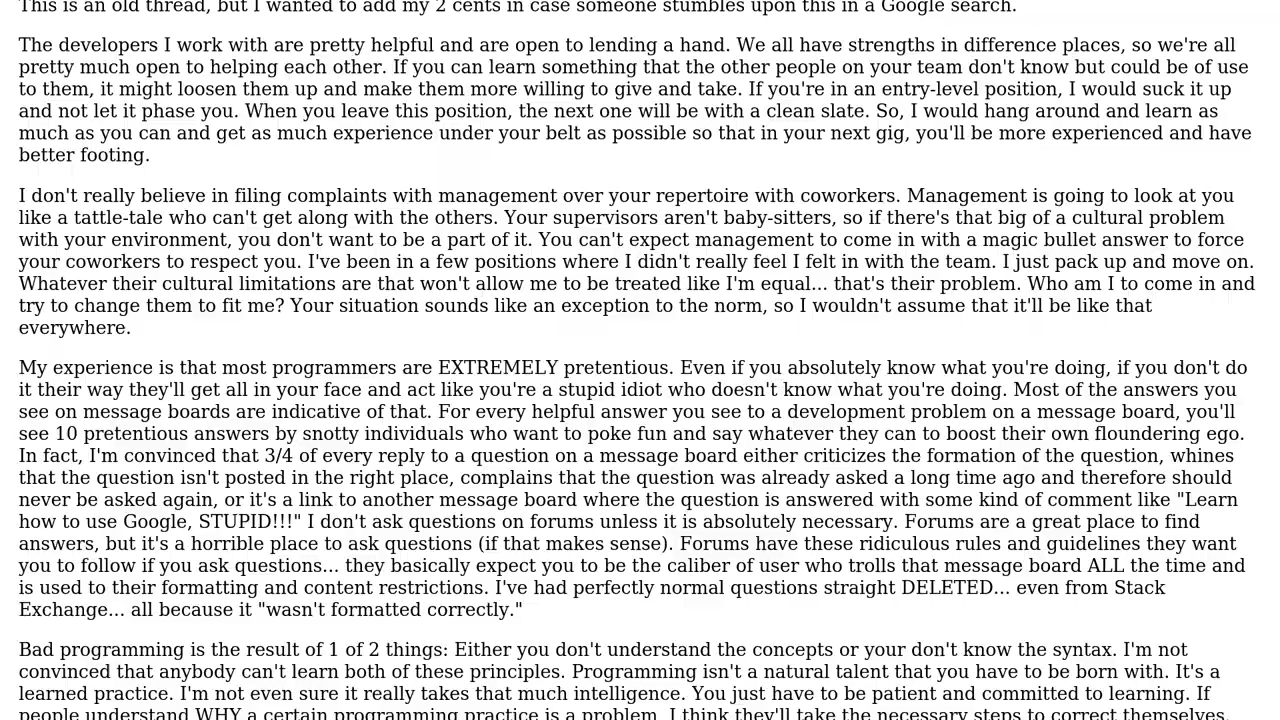 This is an old thread, but I wanted to add my 2 cents in case someone stumbles upon this in a Google search.
The developers I work with are pretty helpful and are open to lending a hand. We all have strengths in difference places, so we're all
pretty much open to helping each other. If you can learn something that the other people on your team don't know but could be of use
to them, it might loosen them up and make them more willing to give and take. If you're in an entry-level position, I would suck it up
and not let it phase you. When you leave this position, the next one will be with a clean slate. So, I would hang around and learn as
much as you can and get as much experience under your belt as possible so that in your next gig, you'll be more experienced and have
better footing.
I don't really believe in filing complaints with management over your repertoire with coworkers. Management is going to look at you
like a tattle-tale who can't get along with the others. Your supervisors aren't baby-sitters, so if there's that big of a cultural problem
with your environment, you don't want to be a part of it. You can't expect management to come in with a magic bullet answer to force
your coworkers to respect you. I've been in a few positions where I didn't really feel I felt in with the team. I just pack up and move on.
Whatever their cultural limitations are that won't allow me to be treated like I'm equal... that's their problem. Who am I to come in and
try to change them to fit me? Your situation sounds like an exception to the norm, so I wouldn't assume that it'll be like that
everywhere.
My experience is that most programmers are EXTREMELY pretentious. Even if you absolutely know what you're doing, if you don't do
it their way they'll get all in your face and act like you're a stupid idiot who doesn't know what you're doing. Most of the answers you
see on message boards are indicative of that. For every helpful answer you see to a development problem on a message board, you'll
see 10 pretentious answers by snotty individuals who want to poke fun and say whatever they can to boost their own floundering ego.
In fact, I'm convinced that 3/4 of every reply to a question on a message board either criticizes the formation of the question, whines
that the question isn't posted in the right place, complains that the question was already asked a long time ago and therefore should
never be asked again, or it's a link to another message board where the question is answered with some kind of comment like "Learn
how to use Google, STUPID!!!" I don't ask questions on forums unless it is absolutely necessary. Forums are a great place to find
answers, but it's a horrible place to ask questions (if that makes sense). Forums have these ridiculous rules and guidelines they want
you to follow if you ask questions... they basically expect you to be the caliber of user who trolls that message board ALL the time and
is used to their formatting and content restrictions. I've had perfectly normal questions straight DELETED... even from Stack
Exchange... all because it "wasn't formatted correctly."
Bad programming is the result of 1 of 2 things: Either you don't understand the concepts or your don't know the syntax. I'm not
convinced that anybody can't learn both of these principles. Programming isn't a natural talent that you have to be born with. It's a
learned practice. I'm not even sure it really takes that much intelligence. You just have to be patient and committed to learning. If
people understand WHY a certain programming practice is a problem, I think they'll take the necessary steps to correct themselves.